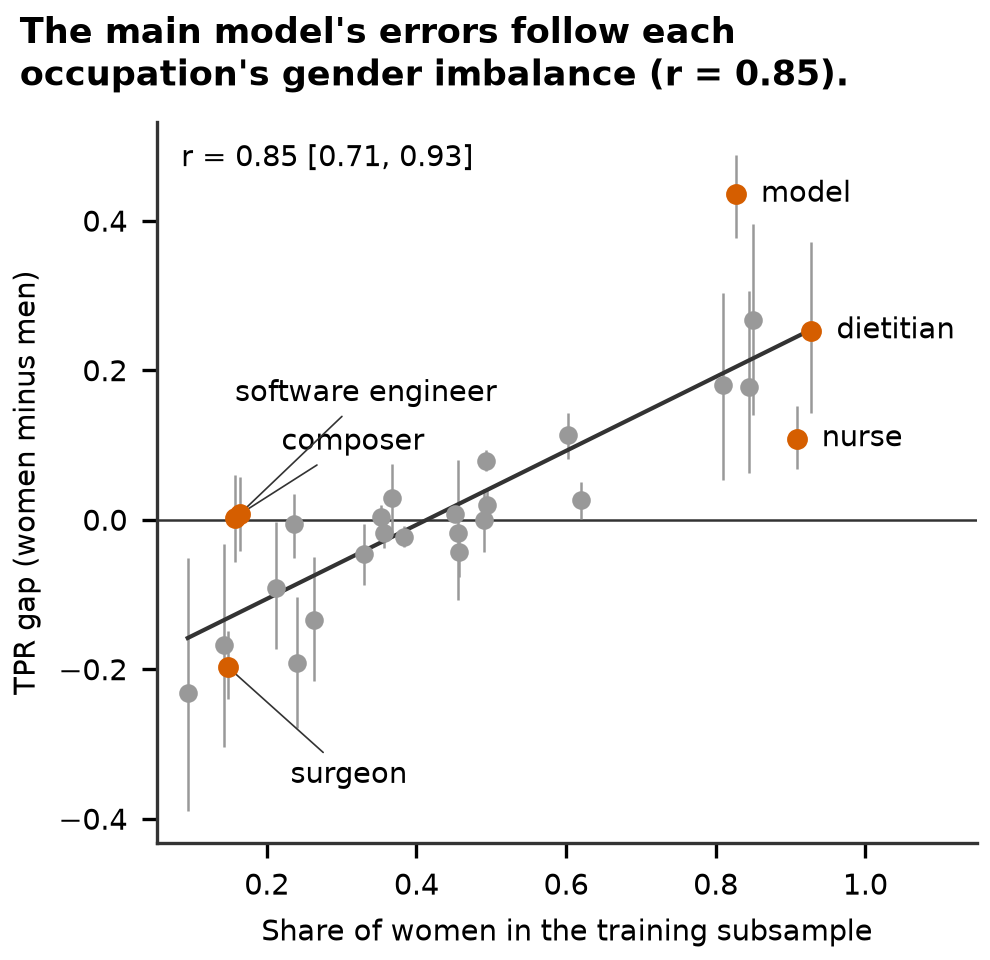 The main model's errors follow each
occupation's gender imbalance (r = 0.85).
r = 0.85 [0.71, 0.93]
model
dietitian
nurse
software engineer
composer
surgeon
TPR gap (women minus men)
0.4
0.2
0.0
−0.2
−0.4
0.2 0.4 0.6 0.8 1.0
Share of women in the training subsample